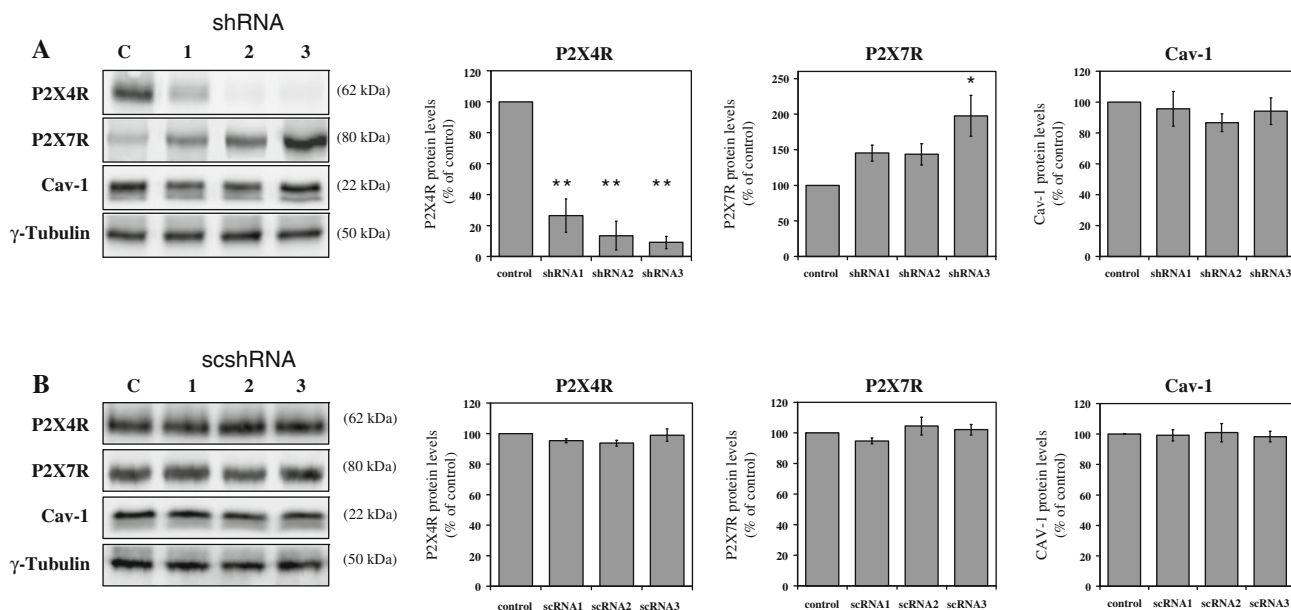 shRNA
A
C 1 2 3
P2X4R (62 kDa)
P2X7R (80 kDa)
Cav-1 (22 kDa)
γ-Tubulin (50 kDa)
P2X4R
P2X4R protein levels
(% of control)
120
100
80
60
40
20
0
** ** **
control shRNA1 shRNA2 shRNA3
P2X7R
P2X7R protein levels
(% of control)
250
200
150
100
50
0
*
control shRNA1 shRNA2 shRNA3
Cav-1
Cav-1 protein levels
(% of control)
120
100
80
60
40
20
0
control shRNA1 shRNA2 shRNA3
scshRNA
B
C 1 2 3
P2X4R (62 kDa)
P2X7R (80 kDa)
Cav-1 (22 kDa)
γ-Tubulin (50 kDa)
P2X4R
P2X4R protein levels
(% of control)
120
100
80
60
40
20
0
control scRNA1 scRNA2 scRNA3
P2X7R
P2X7R protein levels
(% of control)
120
100
80
60
40
20
0
control scRNA1 scRNA2 scRNA3
Cav-1
CAV-1 protein levels
(% of control)
120
100
80
60
40
20
0
control scRNA1 scRNA2 scRNA3